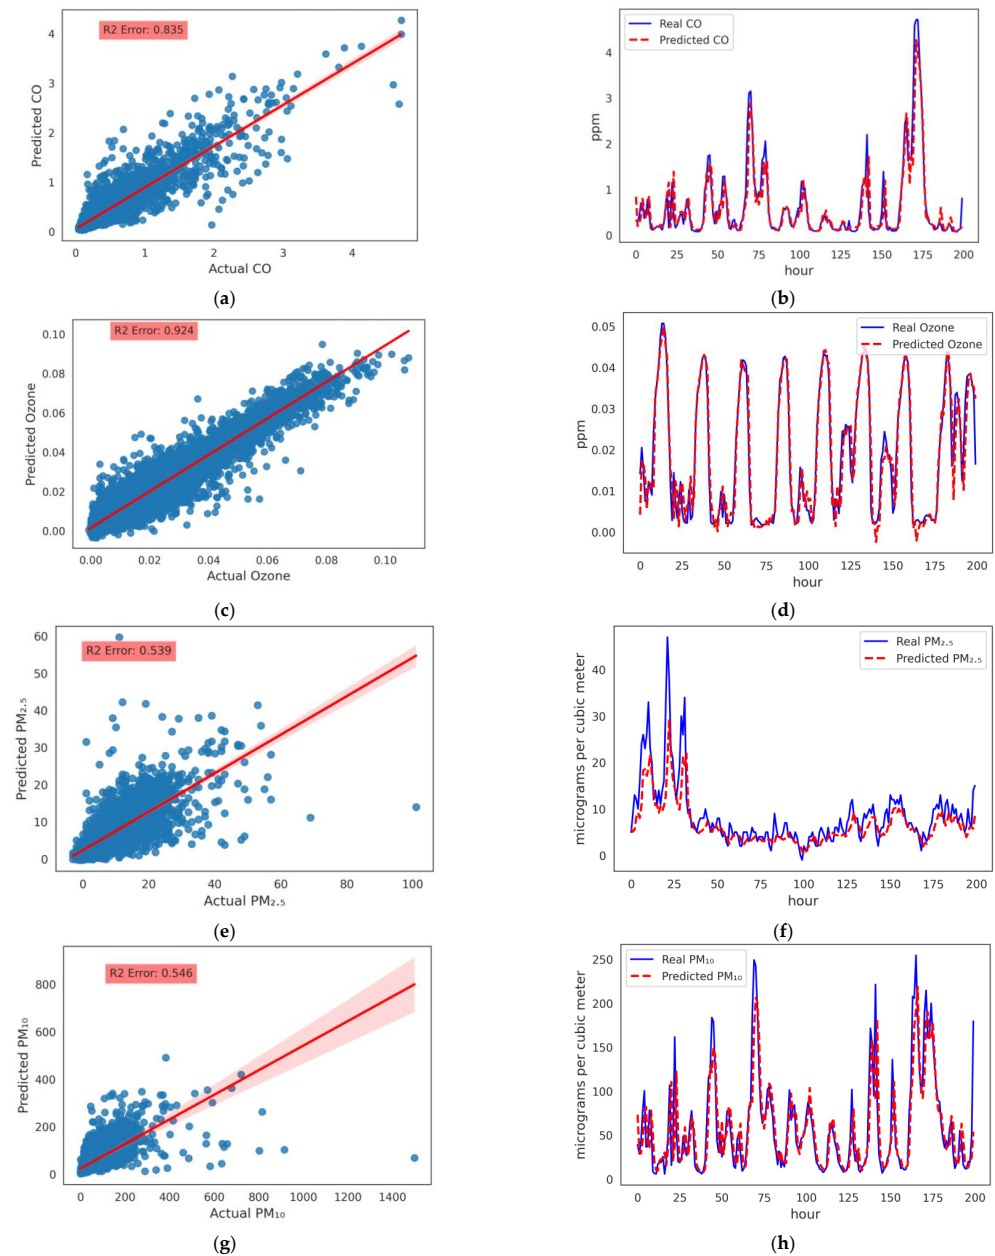 R2 Error: 0.835
Predicted CO
4
3
2
1
0
0
1
2
3
4
Actual CO
(a)
Real CO
Predicted CO
ppm
4
3
2
1
0
0
25
50
75
100
125
150
175
200
hour
(b)
R2 Error: 0.924
Predicted Ozone
0.10
0.08
0.06
0.04
0.02
0.00
0.00
0.02
0.04
0.06
0.08
0.10
Actual Ozone
(c)
Real Ozone
Predicted Ozone
ppm
0.05
0.04
0.03
0.02
0.01
0.00
0
25
50
75
100
125
150
175
200
hour
(d)
R2 Error: 0.539
Predicted PM₂.₅
60
50
40
30
20
10
0
0
20
40
60
80
100
Actual PM₂.₅
(e)
Real PM₂.₅
Predicted PM₂.₅
micrograms per cubic meter
40
30
20
10
0
0
25
50
75
100
125
150
175
200
hour
(f)
R2 Error: 0.546
Predicted PM₁₀
800
600
400
200
0
0
200
400
600
800
1000
1200
1400
Actual PM₁₀
(g)
Real PM₁₀
Predicted PM₁₀
micrograms per cubic meter
250
200
150
100
50
0
0
25
50
75
100
125
150
175
200
hour
(h)